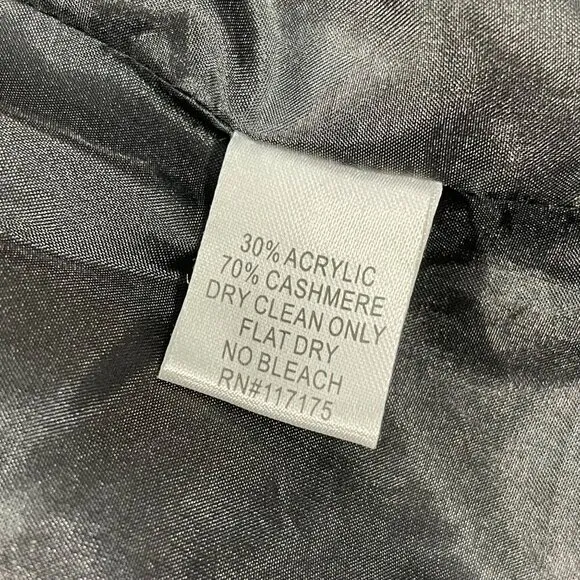 30% ACRYLIC
70% CASHMERE
DRY CLEAN ONLY
FLAT DRY
NO BLEACH
RN#117175